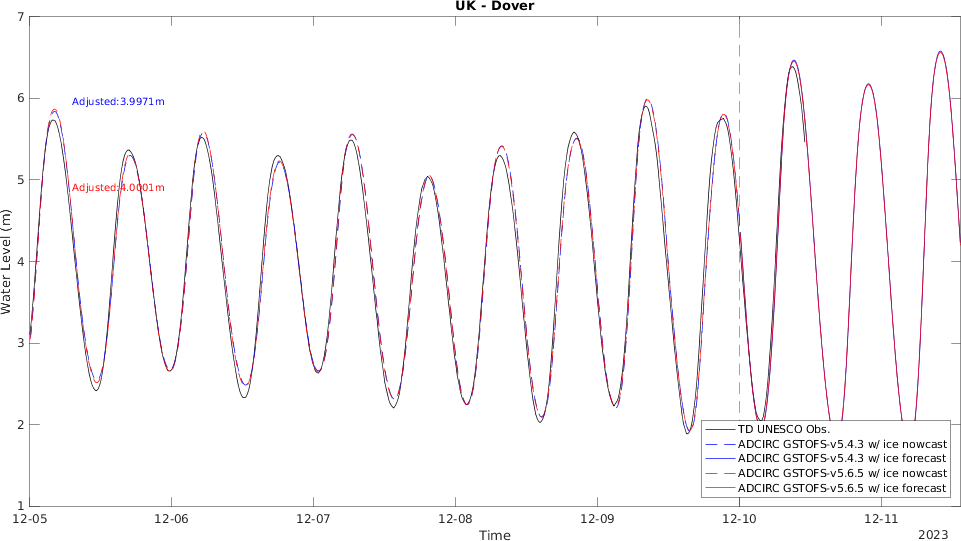 UK - Dover
7
6
5
4
3
2
1
Water Level (m)
Adjusted:3.9971m
Adjusted:4.0001m
TD UNESCO Obs.
ADCIRC GSTOFS-v5.4.3 w/ ice nowcast
ADCIRC GSTOFS-v5.4.3 w/ ice forecast
ADCIRC GSTOFS-v5.6.5 w/ ice nowcast
ADCIRC GSTOFS-v5.6.5 w/ ice forecast
12-05 12-06 12-07 12-08 12-09 12-10 12-11
Time
2023